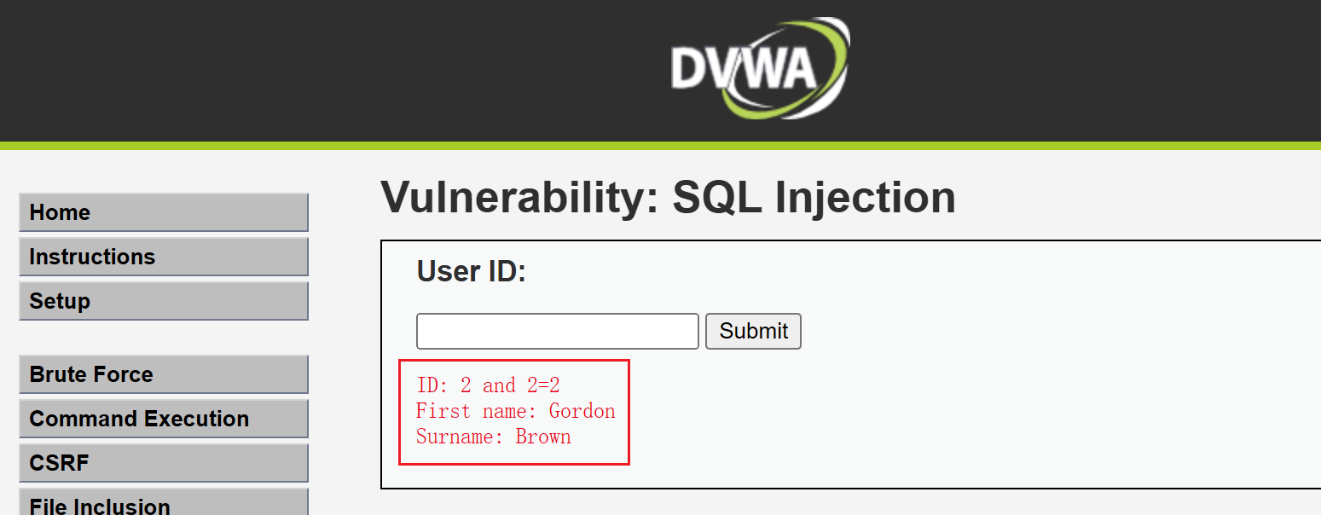 DVWA
Vulnerability: SQL Injection
Home
Instructions
Setup
Brute Force
Command Execution
CSRF
File Inclusion
User ID:
Submit
ID: 2 and 2=2
First name: Gordon
Surname: Brown